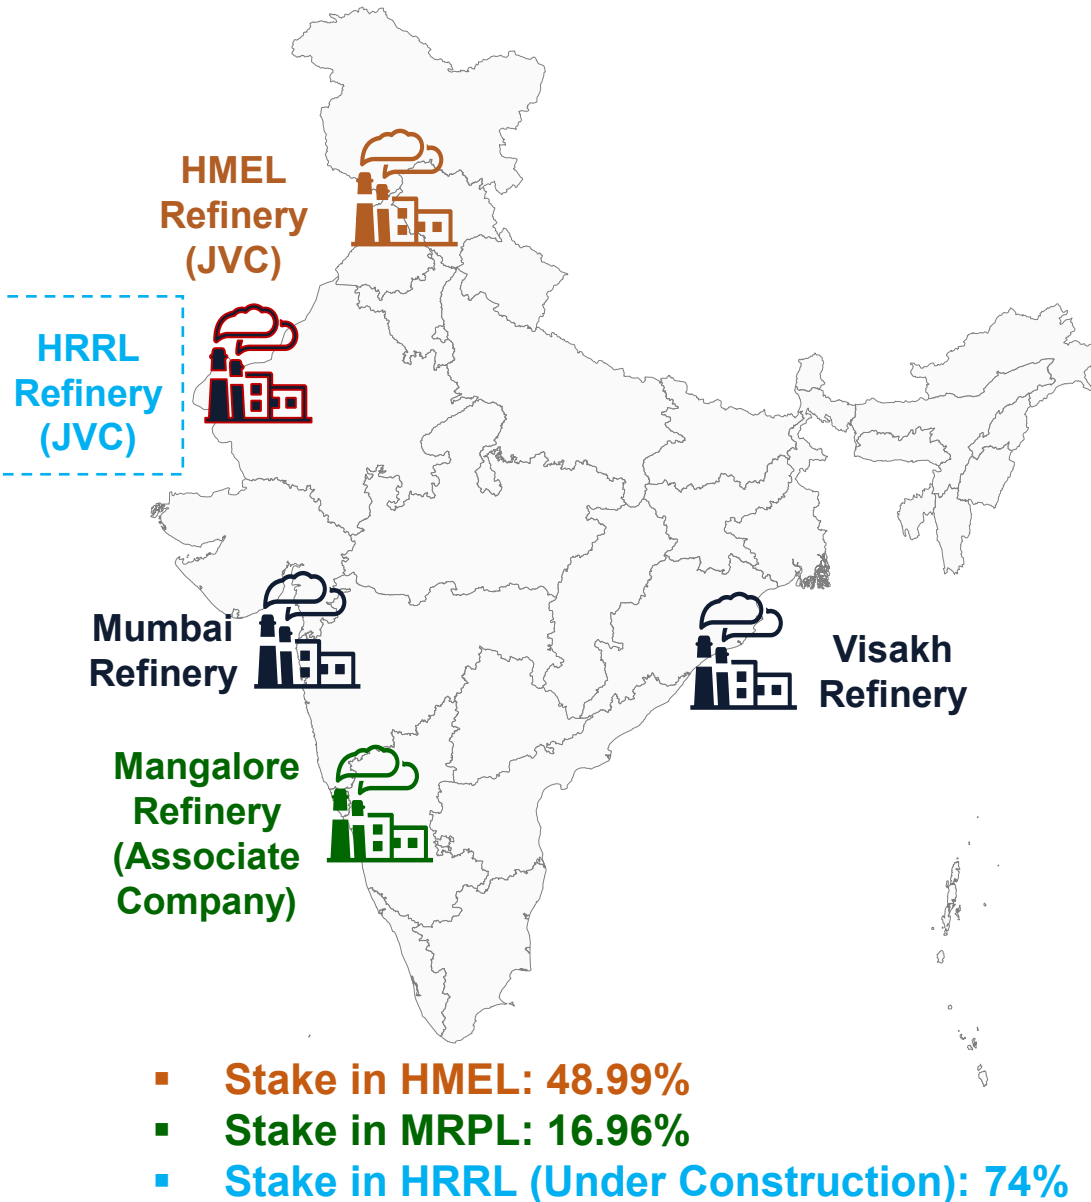 HMEL
Refinery
(JVC)
HRRL
Refinery
(JVC)
Mumbai
Refinery
Visakh
Refinery
Mangalore
Refinery
(Associate
Company)
▪ Stake in HMEL: 48.99%
▪ Stake in MRPL: 16.96%
▪ Stake in HRRL (Under Construction): 74%